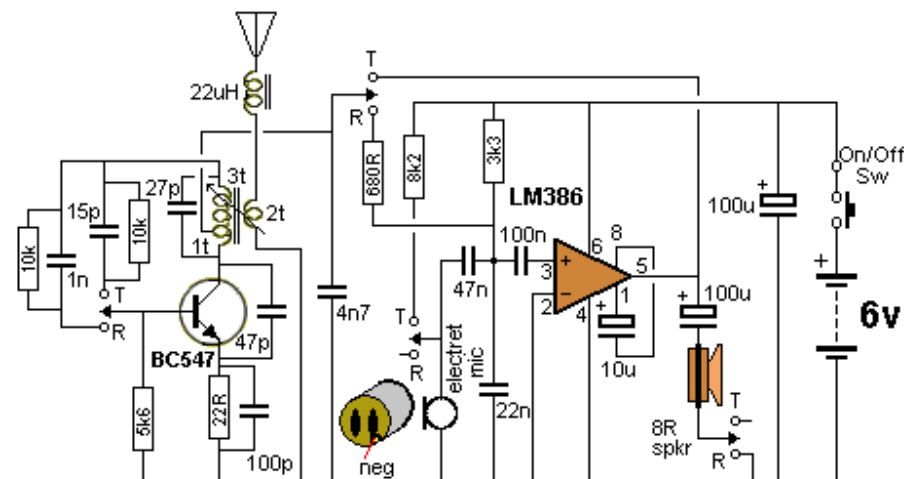 T
22uH
R
680R
8k2
3k3
On/Off
Sw
LM386
27p
3t
2t
15p
10k
10k
1n
1t
100n
47n
8
6
5
3
+
2
−
4
1
+
10u
+
100u
+
100u
+
6v
T
R
BC547
47p
4n7
T
R
electret
mic
5k6
22R
100p
neg
22n
8R
spkr
T
R